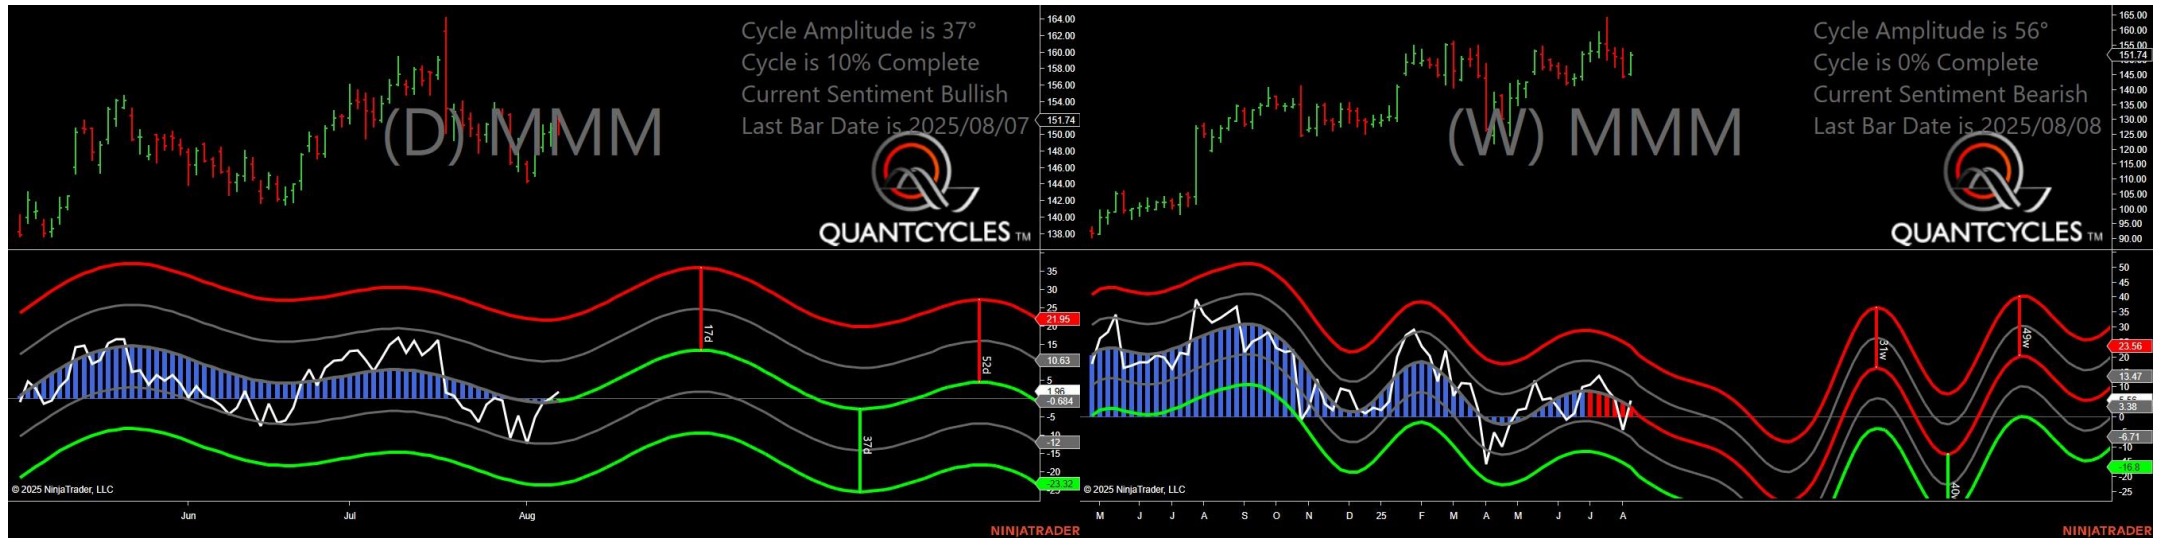 Cycle Amplitude is 37°
Cycle is 10% Complete
Current Sentiment Bullish
Last Bar Date is 2025/08/07
(D) MMM
QUANTCYCLES TM
164.00
162.00
160.00
158.00
156.00
154.00
151.74
150.00
148.00
146.00
144.00
142.00
140.00
138.00
35
30
25
21.95
20
15
10.63
5
1.96
-0.684
-5
-10
-12
-15
-20
-23.32
17d
37d
52d
© 2025 NinjaTrader, LLC
Jun
Jul
Aug
NINJATRADER
Cycle Amplitude is 56°
Cycle is 0% Complete
Current Sentiment Bearish
Last Bar Date is 2025/08/08
(W) MMM
QUANTCYCLES TM
165.00
160.00
155.00
151.74
145.00
140.00
135.00
130.00
125.00
120.00
115.00
110.00
105.00
100.00
95.00
90.00
50
45
40
35
30
23.56
20
13.47
10
5.56
3.38
0
-6.71
-10
-16.8
-20
-25
31w
49w
© 2025 NinjaTrader, LLC
M
J
J
A
S
O
N
D
25
F
M
A
M
J
J
A
NINJATRADER